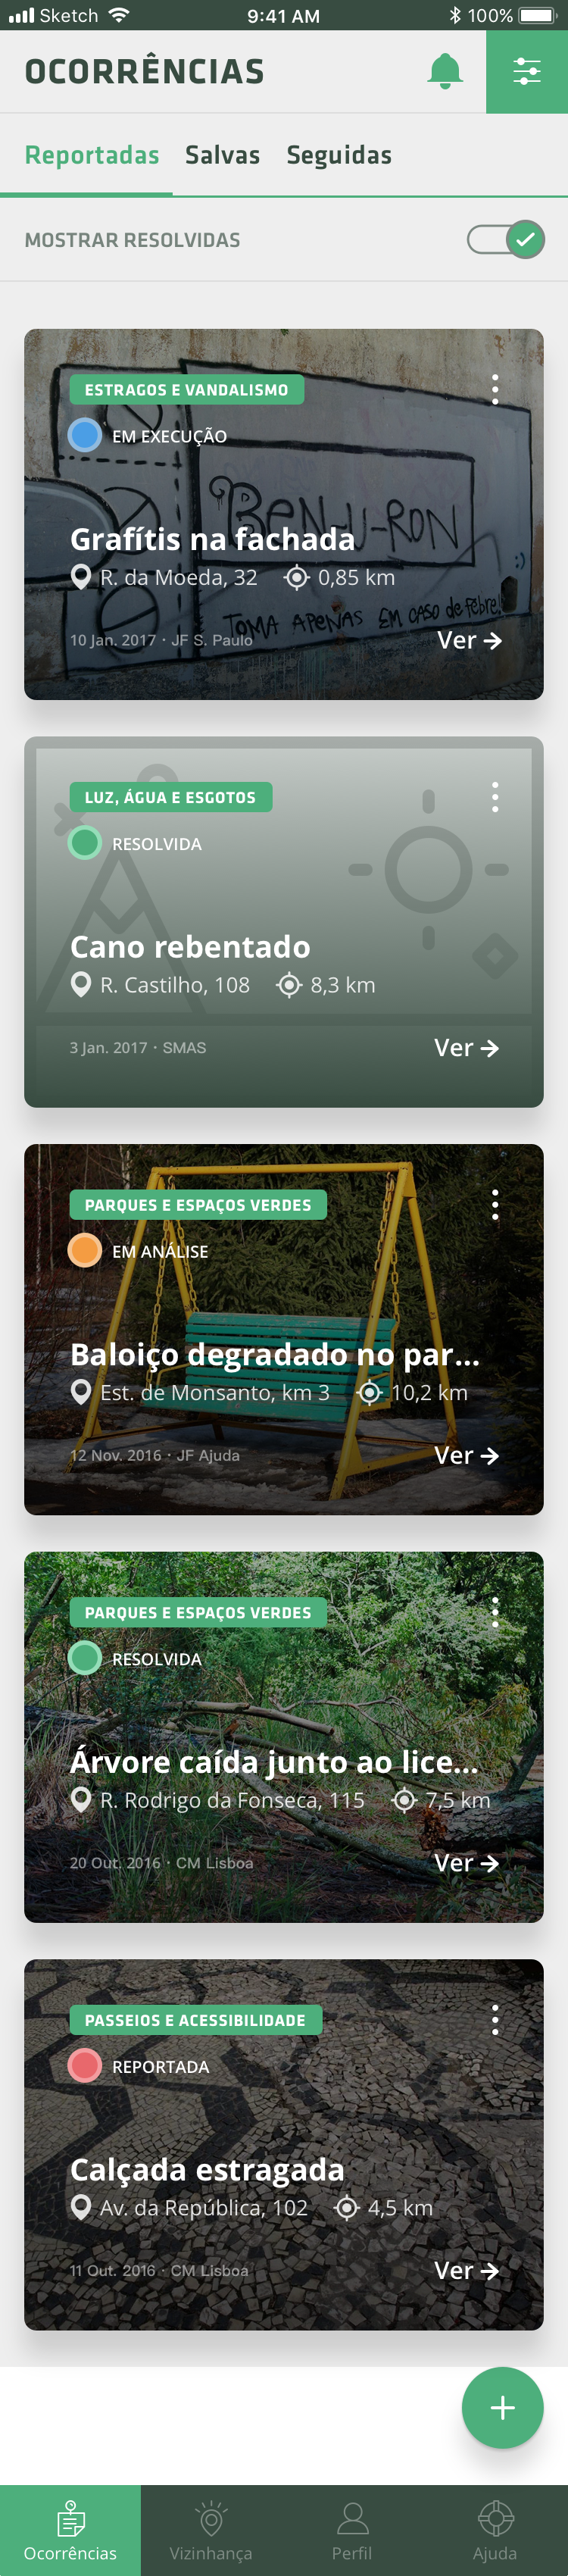 Sketch 9:41 AM 100%
OCORRÊNCIAS
Reportadas Salvas Seguidas
MOSTRAR RESOLVIDAS
ESTRAGOS E VANDALISMO
EM EXECUÇÃO
BEN-U-RON
Grafítis na fachada
R. da Moeda, 32 0,85 km
TOMA APENAS EM CASO de febre!
10 Jan. 2017 · JF S. Paulo Ver →
LUZ, ÁGUA E ESGOTOS
RESOLVIDA
Cano rebentado
R. Castilho, 108 8,3 km
3 Jan. 2017 · SMAS Ver →
PARQUES E ESPAÇOS VERDES
EM ANÁLISE
Baloiço degradado no par...
Est. de Monsanto, km 3 10,2 km
12 Nov. 2016 · JF Ajuda Ver →
PARQUES E ESPAÇOS VERDES
RESOLVIDA
Árvore caída junto ao lice...
R. Rodrigo da Fonseca, 115 7,5 km
20 Out. 2016 · CM Lisboa Ver →
PASSEIOS E ACESSIBILIDADE
REPORTADA
Calçada estragada
Av. da República, 102 4,5 km
11 Out. 2016 · CM Lisboa Ver →
+
Ocorrências Vizinhança Perfil Ajuda